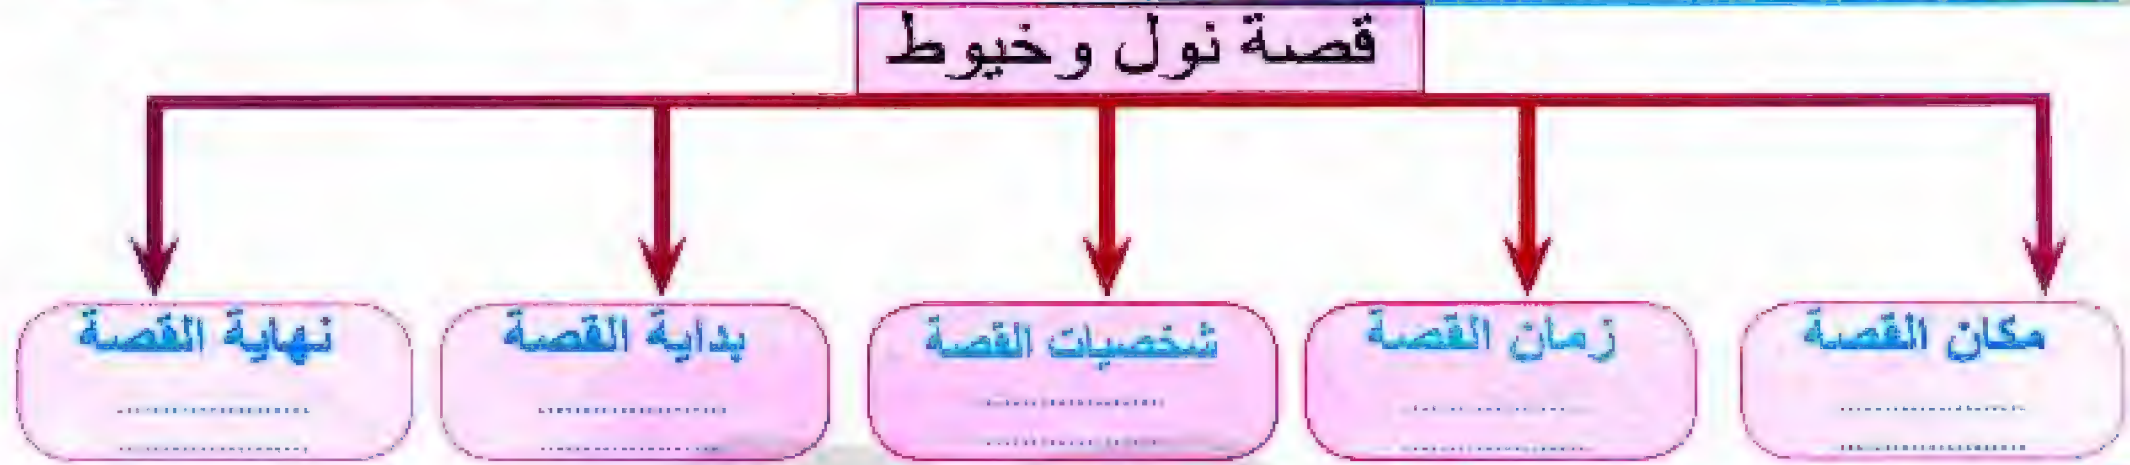 قصة نول وخيوط
مكان القصة
زمان القصة
شخصيات القصة
بداية القصة
نهاية القصة